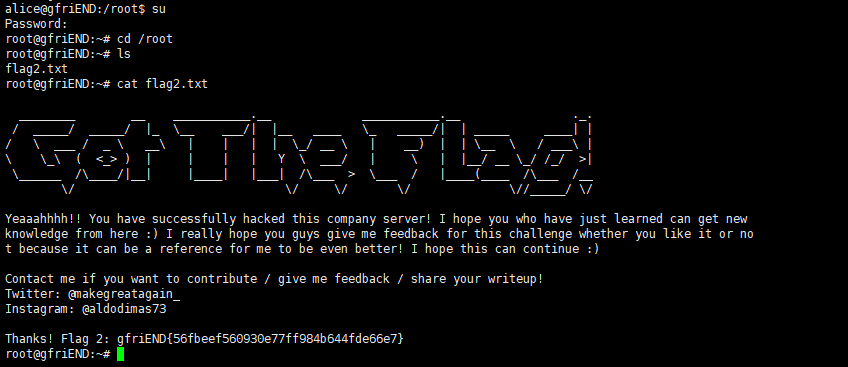 alice@gfriEND:/root$ su
Password:
root@gfriEND:~# cd /root
root@gfriEND:~# ls
flag2.txt
root@gfriEND:~# cat flag2.txt
Got The Flag!
Yeaaahhhh!! You have successfully hacked this company server! I hope you who have just learned can get new
knowledge from here :) I really hope you guys give me feedback for this challenge whether you like it or no
t because it can be a reference for me to be even better! I hope this can continue :)
Contact me if you want to contribute / give me feedback / share your writeup!
Twitter: @makegreatagain_
Instagram: @aldodimas73
Thanks! Flag 2: gfriEND{56fbeef560930e77ff984b644fde66e7}
root@gfriEND:~#